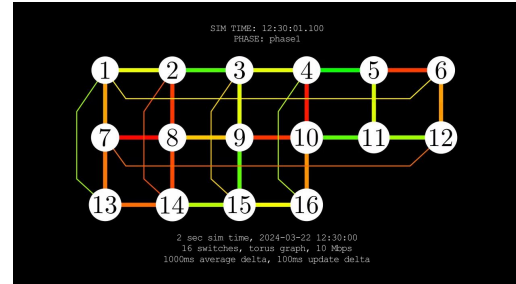 SIM TIME: 12:30:01.100
PHASE: phase1
1 2 3 4 5 6
7 8 9 10 11 12
13 14 15 16
2 sec sim time, 2024-03-22 12:30:00
16 switches, torus graph, 10 Mbps
1000ms average delta, 100ms update delta